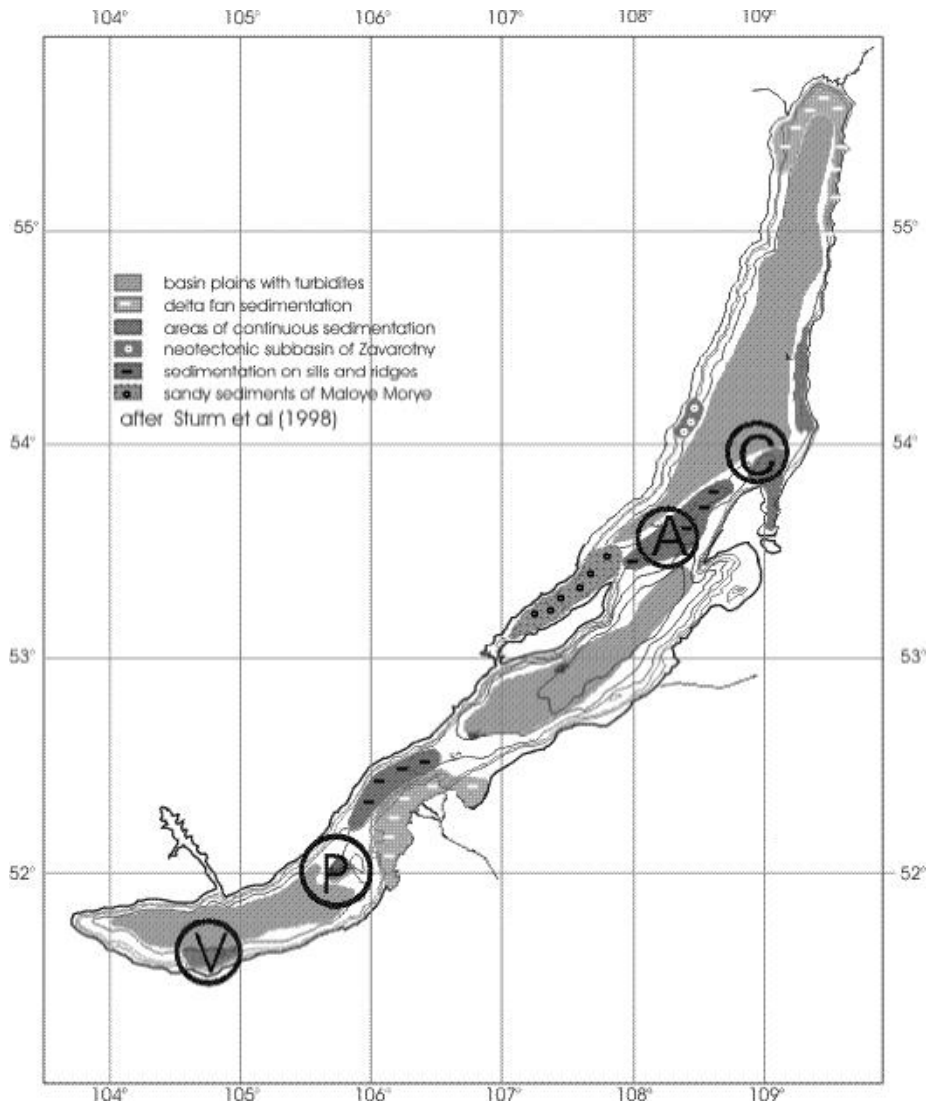 104° 105° 106° 107° 108° 109°
55° 55°
basin plains with turbidites
delta fan sedimentation
areas of continuous sedimentation
neotectonic subbasin of Zavarotny
sedimentation on sills and ridges
sandy sediments of Maloye Morye
after Sturm et al (1998)
54° 54°
C
A
53° 53°
52° 52°
P
V
104° 105° 106° 107° 108° 109°